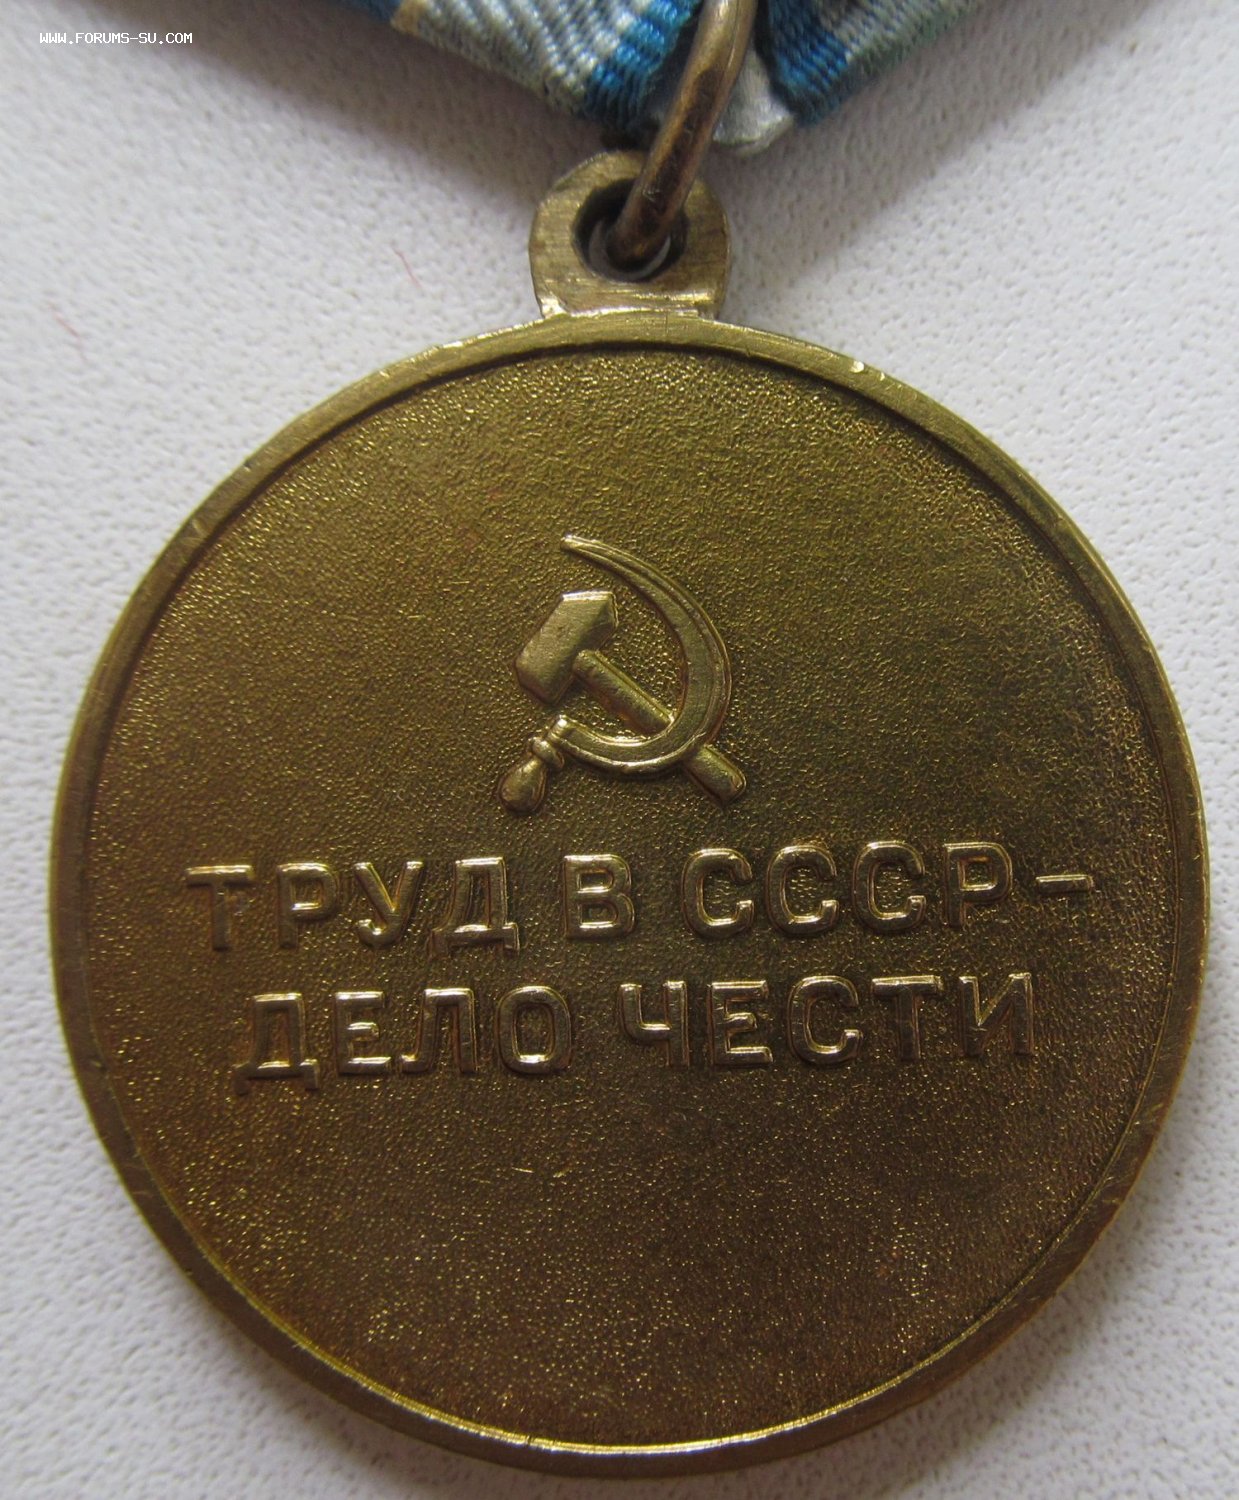 WWW.FORUMS-SU.COM
ТРУД В СССР-
ДЕЛО ЧЕСТИ